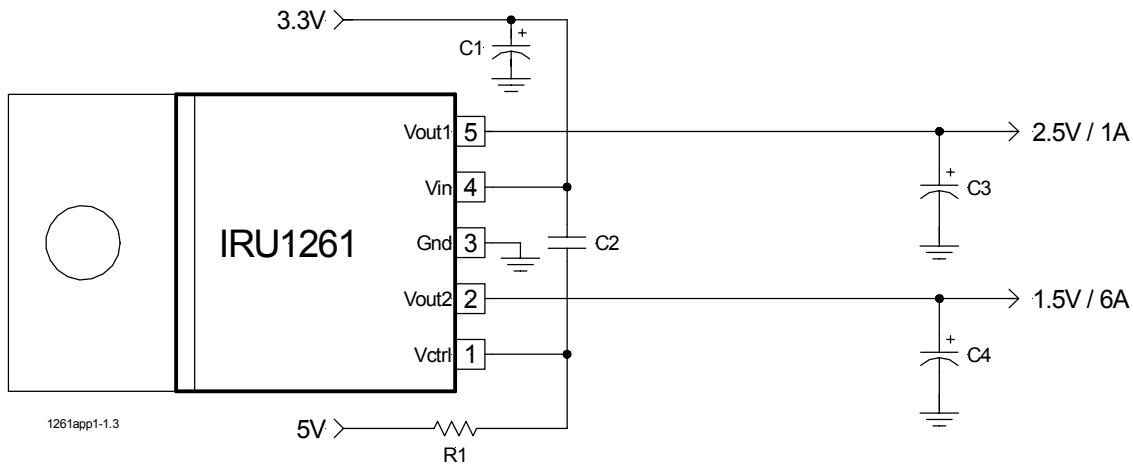 3.3V
C1
+
Vout1 5
2.5V / 1A
+
C3
Vin 4
IRU1261
Gnd 3
C2
Vout2 2
1.5V / 6A
+
C4
Vctrl 1
1261app1-1.3
5V
R1